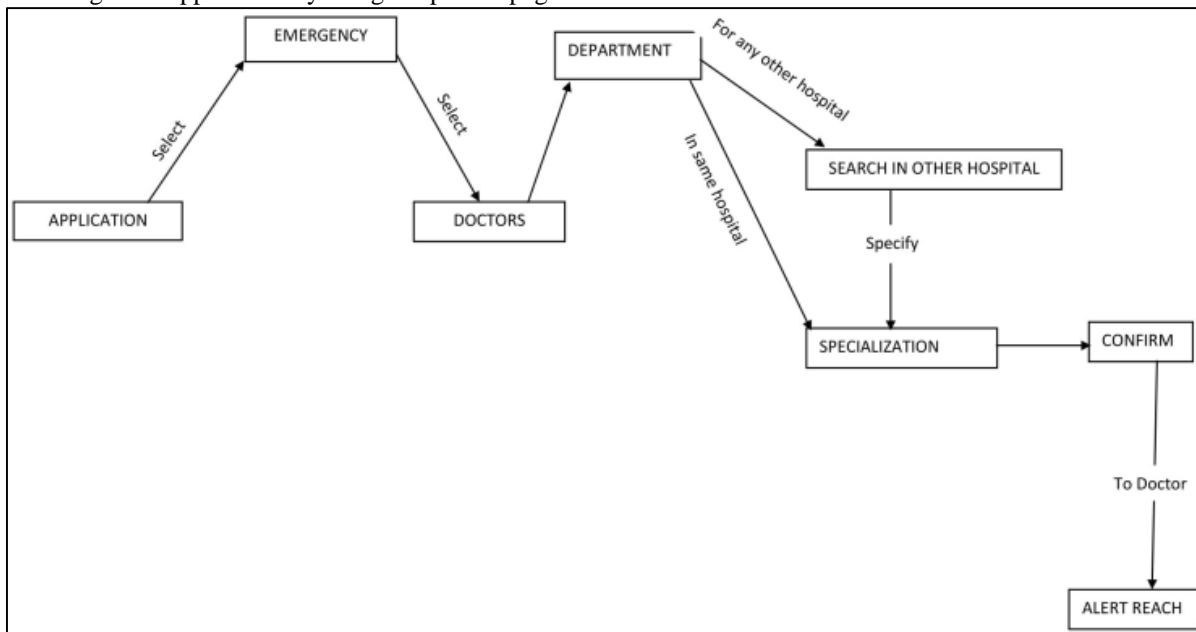 EMERGENCY
DEPARTMENT
For any other hospital
Select
Select
In same hospital
SEARCH IN OTHER HOSPITAL
APPLICATION
DOCTORS
Specify
SPECIALIZATION
CONFIRM
To Doctor
ALERT REACH